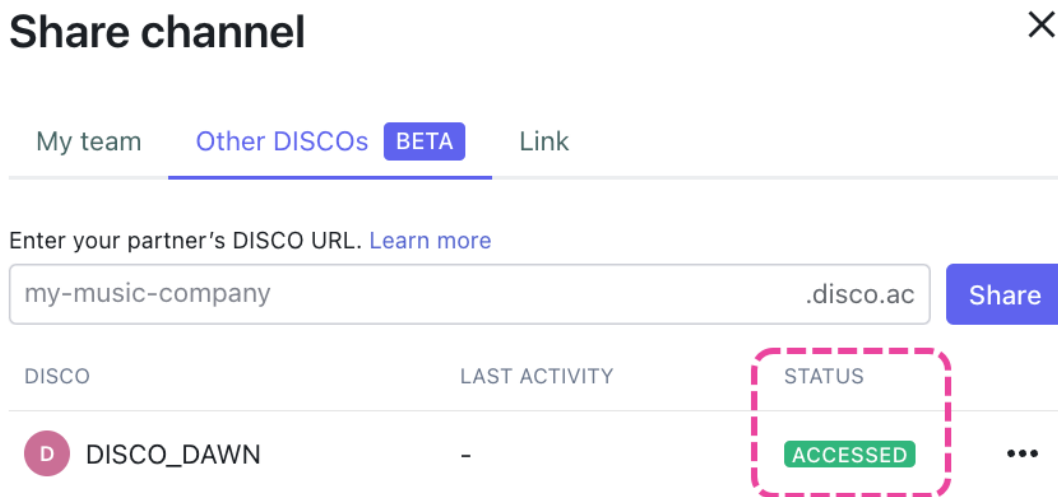 Share channel
My team Other DISCOs BETA Link
Enter your partner's DISCO URL. Learn more
my-music-company .disco.ac Share
DISCO LAST ACTIVITY STATUS
D DISCO_DAWN - ACCESSED